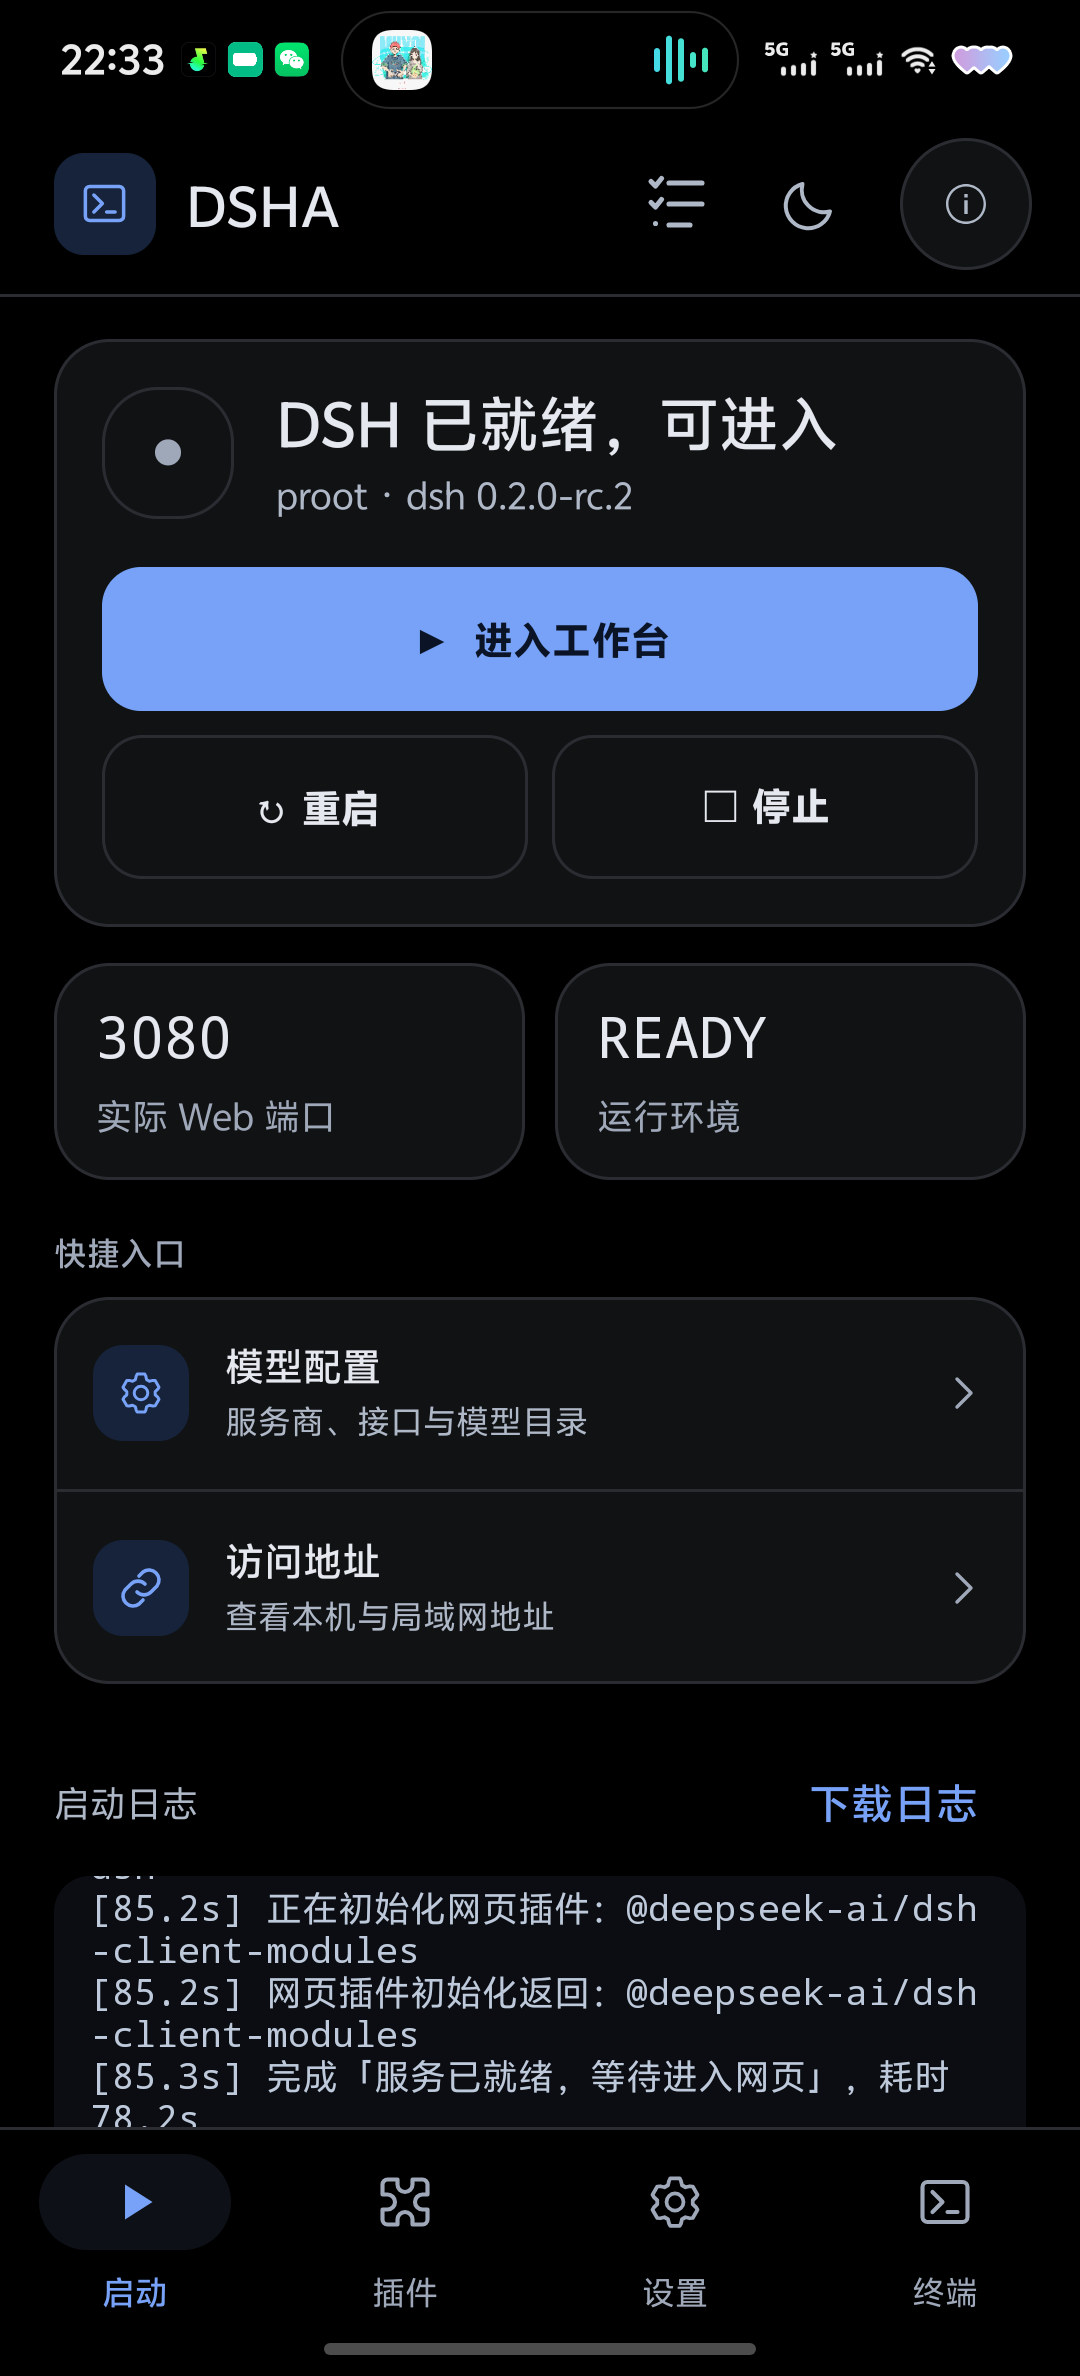 22:33
5G
5G
DSHA
DSH 已就绪，可进入
proot · dsh 0.2.0-rc.2
▶ 进入工作台
↻ 重启
□ 停止
3080
实际 Web 端口
READY
运行环境
快捷入口
模型配置
服务商、接口与模型目录
访问地址
查看本机与局域网地址
启动日志
下载日志
dsh
[85.2s] 正在初始化网页插件：@deepseek-ai/dsh
-client-modules
[85.2s] 网页插件初始化返回：@deepseek-ai/dsh
-client-modules
[85.3s] 完成「服务已就绪，等待进入网页」，耗时
78.2s
启动
插件
设置
终端